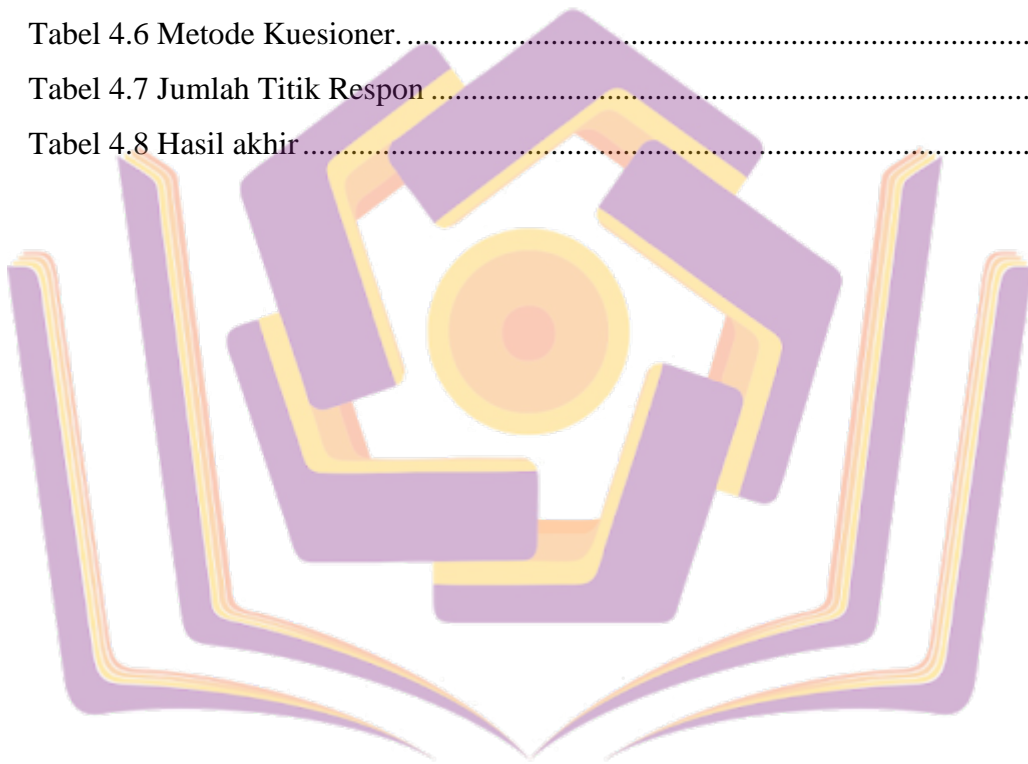 Tabel 4.6 Metode Kuesioner. ..............................................................................
Tabel 4.7 Jumlah Titik Respon ...........................................................................
Tabel 4.8 Hasil akhir ...........................................................................................